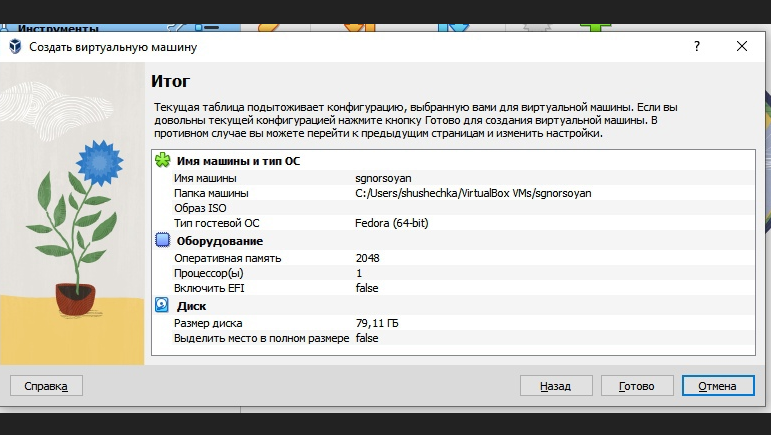 Инструменты
Создать виртуальную машину
?
Итог
Текущая таблица подытоживает конфигурацию, выбранную вами для виртуальной машины. Если вы
довольны текущей конфигурацией нажмите кнопку Готово для создания виртуальной машины. В
противном случае вы можете перейти к предыдущим страницам и изменить настройки.
Имя машины и тип ОС
Имя машины sgnorsoyan
Папка машины C:/Users/shushechka/VirtualBox VMs/sgnorsoyan
Образ ISO
Тип гостевой ОС Fedora (64-bit)
Оборудование
Оперативная память 2048
Процессор(ы) 1
Включить EFI false
Диск
Размер диска 79,11 ГБ
Выделить место в полном размере false
Справка Назад Готово Отмена